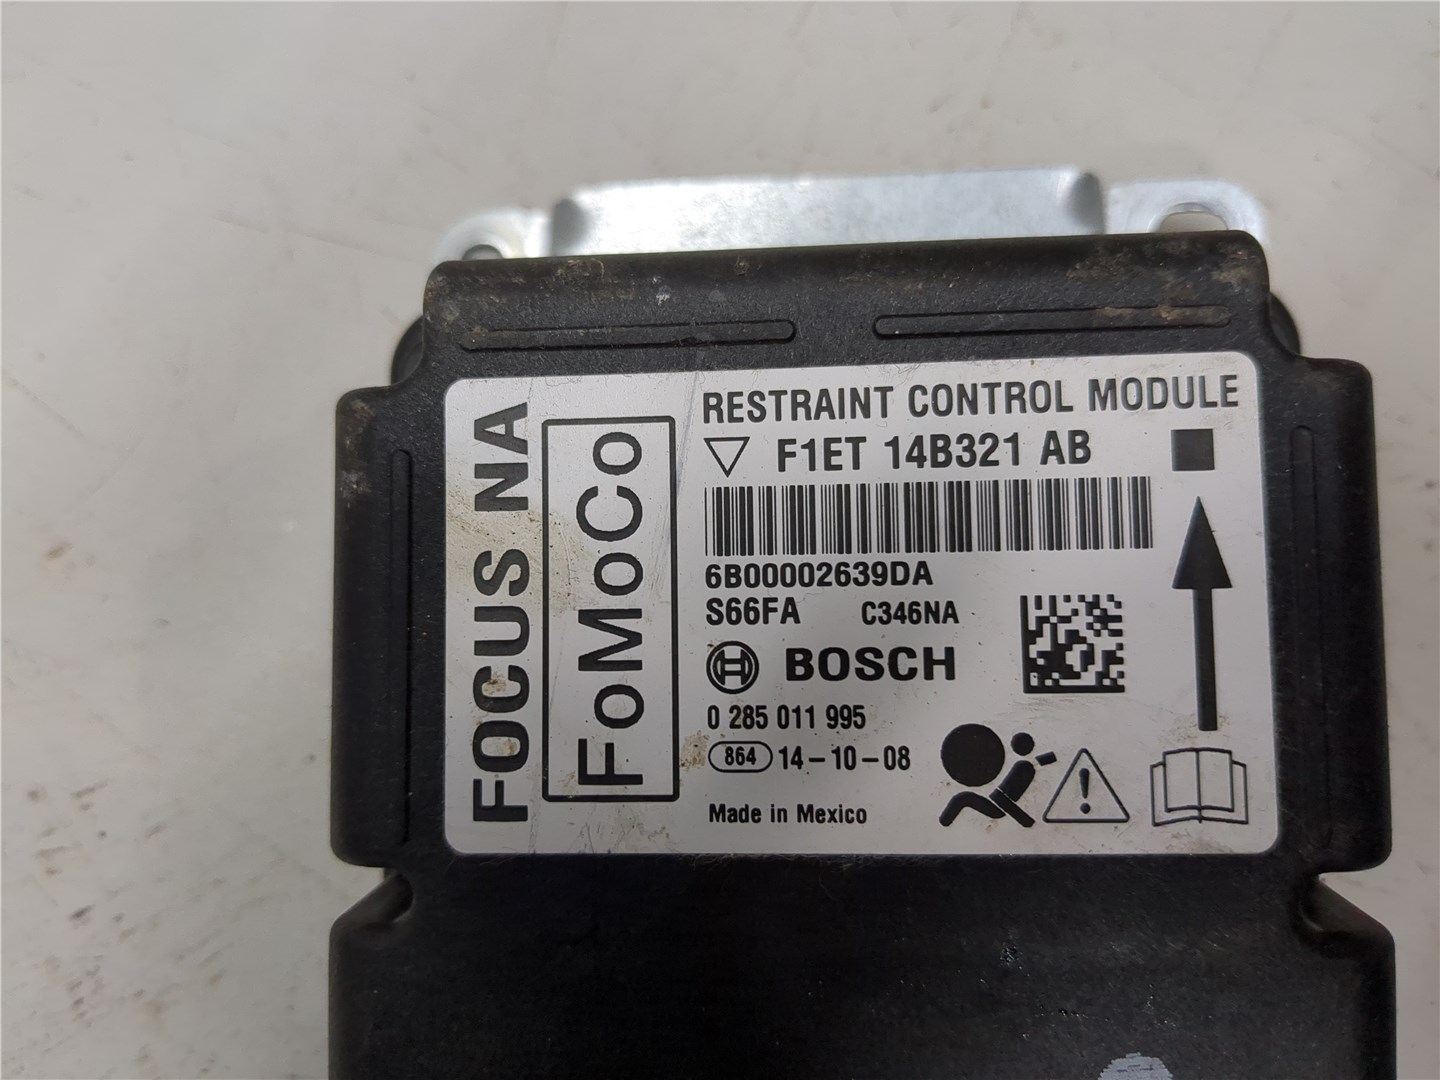 FOCUS NA
FoMoCo
RESTRAINT CONTROL MODULE
F1ET 14B321 AB
6B00002639DA
S66FA C346NA
BOSCH
0 285 011 995
864 14-10-08
Made in Mexico